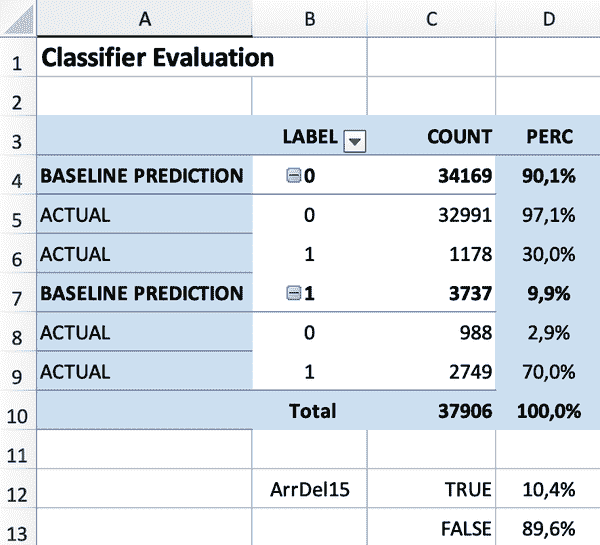 A B C D
1 Classifier Evaluation
2
3 LABEL COUNT PERC
4 BASELINE PREDICTION 0 34169 90,1%
5 ACTUAL 0 32991 97,1%
6 ACTUAL 1 1178 30,0%
7 BASELINE PREDICTION 1 3737 9,9%
8 ACTUAL 0 988 2,9%
9 ACTUAL 1 2749 70,0%
10 Total 37906 100,0%
11
12 ArrDel15 TRUE 10,4%
13 FALSE 89,6%